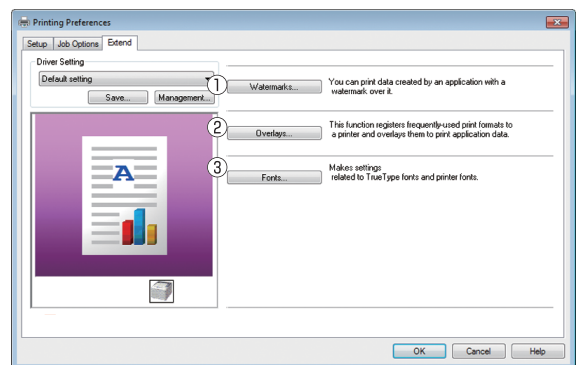 Printing Preferences
Setup Job Options Extend
Driver Setting
Default setting
Save... Management...
① Watermarks... You can print data created by an application with a
watermark over it.
② Overlays... This function registers frequently-used print formats to
a printer and overlays them to print application data.
③ Fonts... Makes settings
related to TrueType fonts and printer fonts.
A
OK Cancel Help